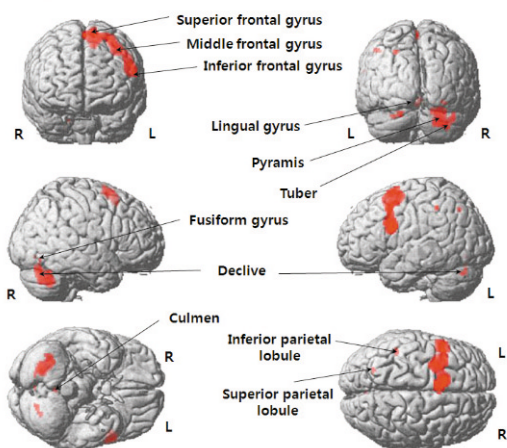 Superior frontal gyrus
Middle frontal gyrus
Inferior frontal gyrus
R
L
Lingual gyrus
L
R
Pyramis
Tuber
Fusiform gyrus
Declive
R
L
Culmen
R
L
Inferior parietal
lobule
Superior parietal
lobule
L
R